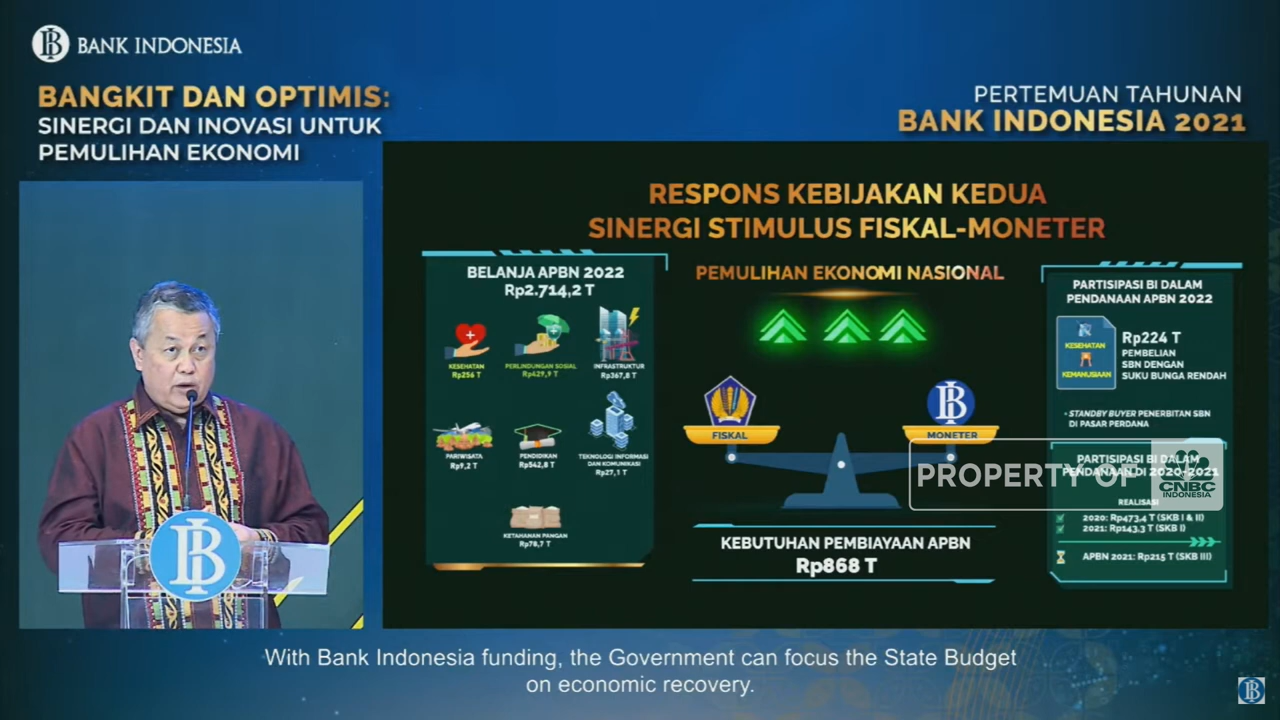 BANK INDONESIA
BANGKIT DAN OPTIMIS:
SINERGI DAN INOVASI UNTUK
PEMULIHAN EKONOMI
PERTEMUAN TAHUNAN
BANK INDONESIA 2021
RESPONS KEBIJAKAN KEDUA
SINERGI STIMULUS FISKAL-MONETER
BELANJA APBN 2022
Rp2.714,2 T
KESEHATAN
Rp256 T
PERLINDUNGAN SOSIAL
Rp429,9 T
INFRASTRUKTUR
Rp367,8 T
PARIWISATA
Rp9,2 T
PENDIDIKAN
Rp542,8 T
TEKNOLOGI INFORMASI
DAN KOMUNIKASI
Rp27,1 T
KETAHANAN PANGAN
Rp78,7 T
PEMULIHAN EKONOMI NASIONAL
FISKAL
MONETER
KEBUTUHAN PEMBIAYAAN APBN
Rp868 T
PARTISIPASI BI DALAM
PENDANAAN APBN 2022
KESEHATAN
KEMANUSIAAN
Rp224 T
PEMBELIAN
SBN DENGAN
SUKU BUNGA RENDAH
- STANDBY BUYER PENERBITAN SBN
DI PASAR PERDANA
PARTISIPASI BI DALAM
PENDANAAN DI 2020-2021
REALISASI
2020: Rp473,4 T (SKB I & II)
2021: Rp143,3 T (SKB I)
APBN 2021: Rp215 T (SKB III)
PROPERTY OF
CNBC
INDONESIA
With Bank Indonesia funding, the Government can focus the State Budget
on economic recovery.